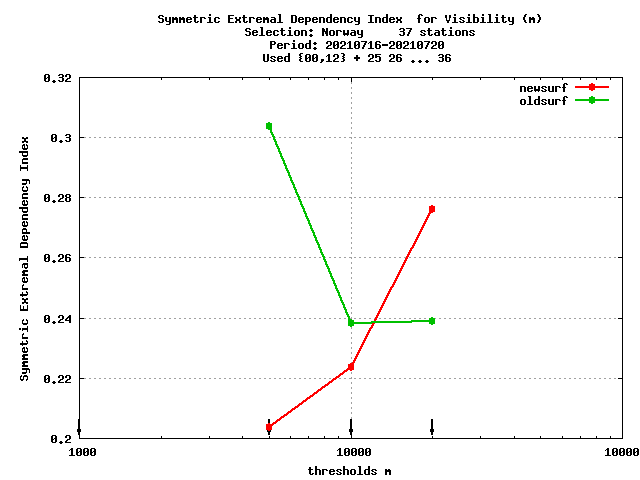 Symmetric Extremal Dependency Index  for Visibility (m)
Selection: Norway     37 stations
Period: 20210716-20210720
Used {00,12} + 25 26 ... 36
newsurf
oldsurf
Symmetric Extremal Dependency Index
0.32
0.3
0.28
0.26
0.24
0.22
0.2
1000
10000
10000
thresholds m